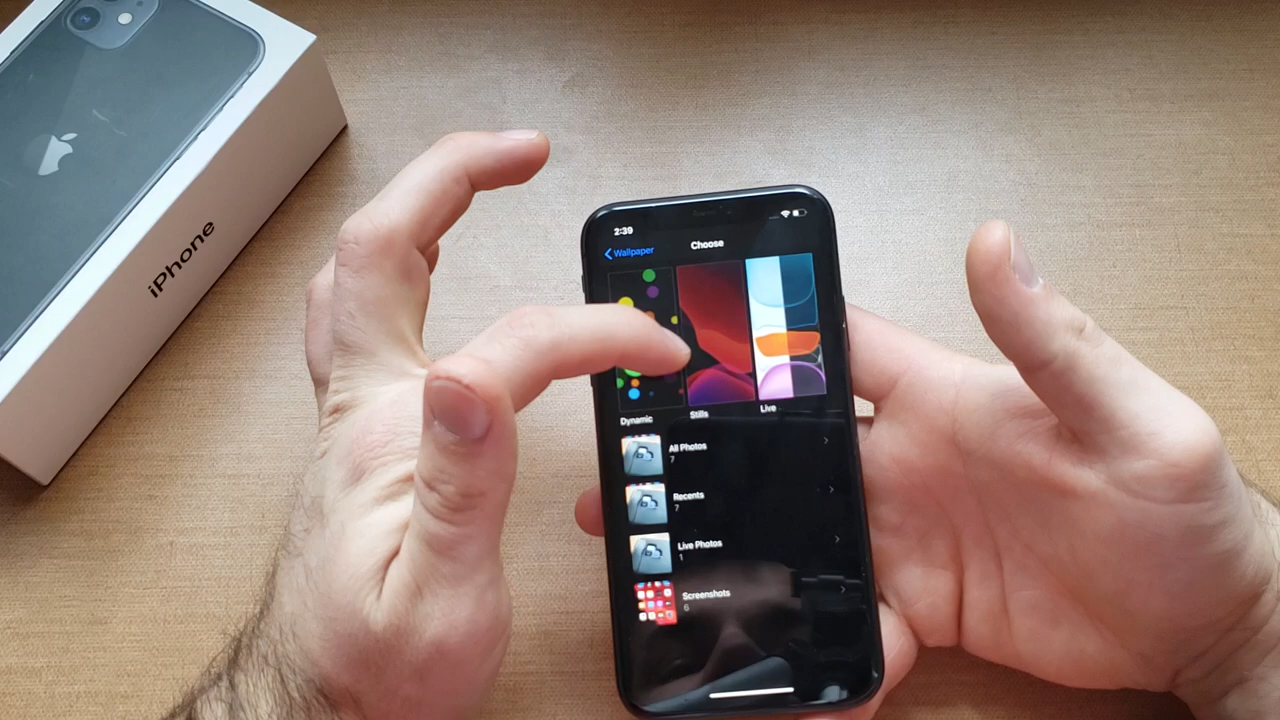 iPhone
2:39
Wallpaper
Choose
Dynamic
Stills
Live
All Photos
7
Recents
7
Live Photos
1
Screenshots
6